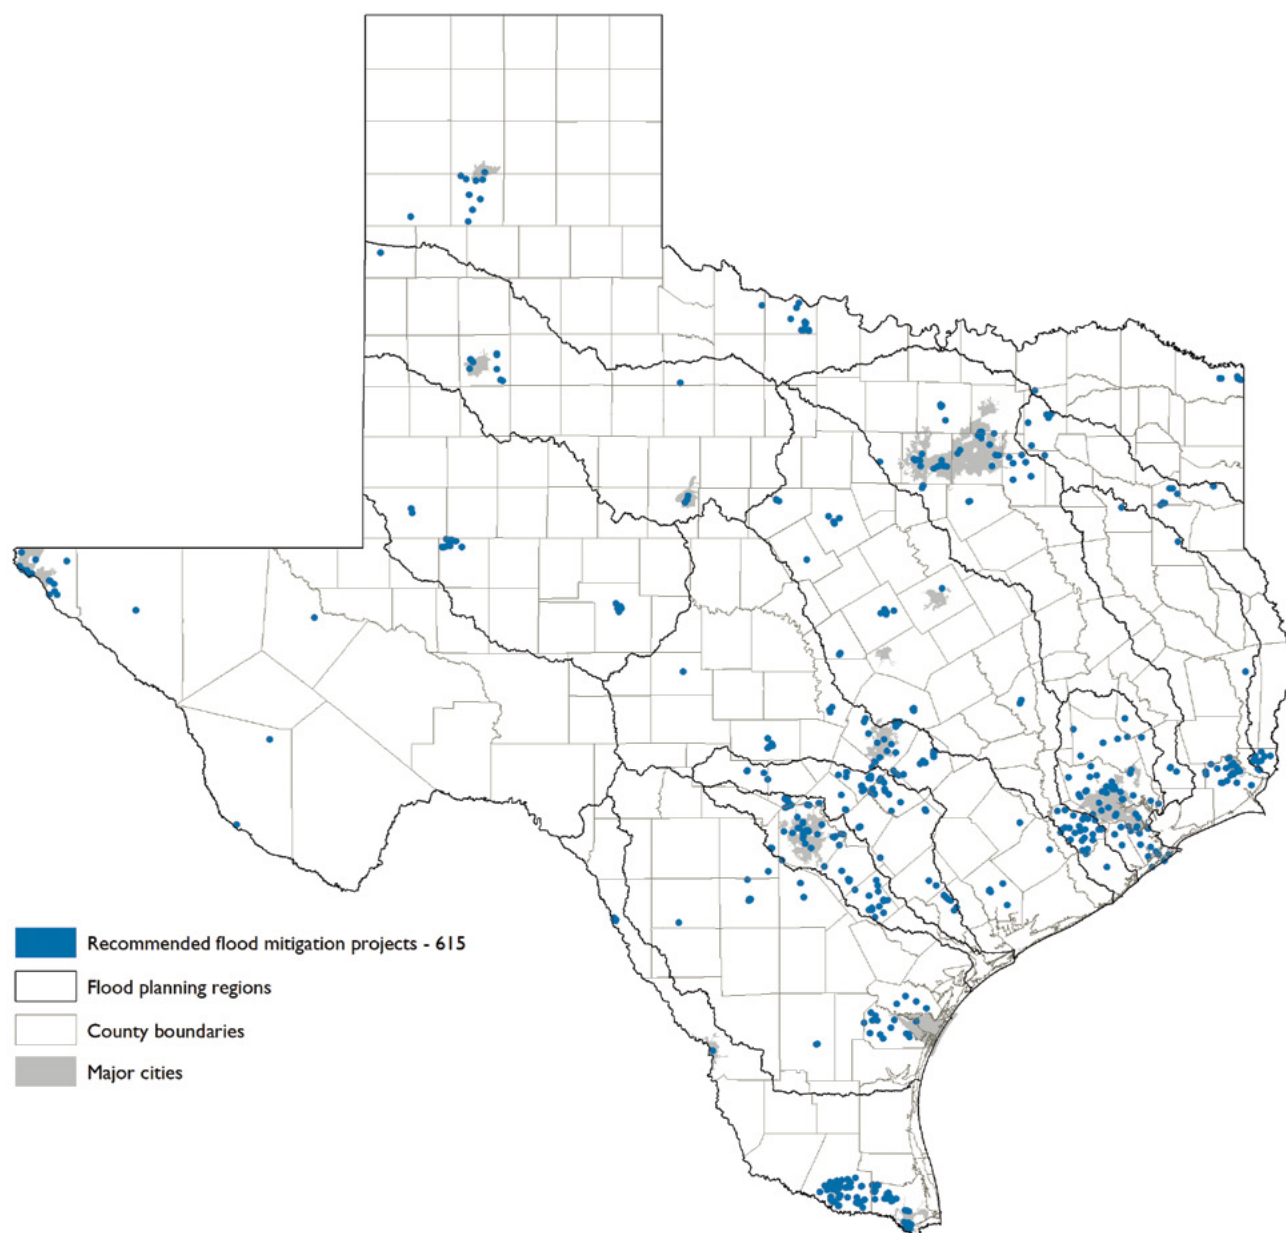 Recommended flood mitigation projects - 615
Flood planning regions
County boundaries
Major cities